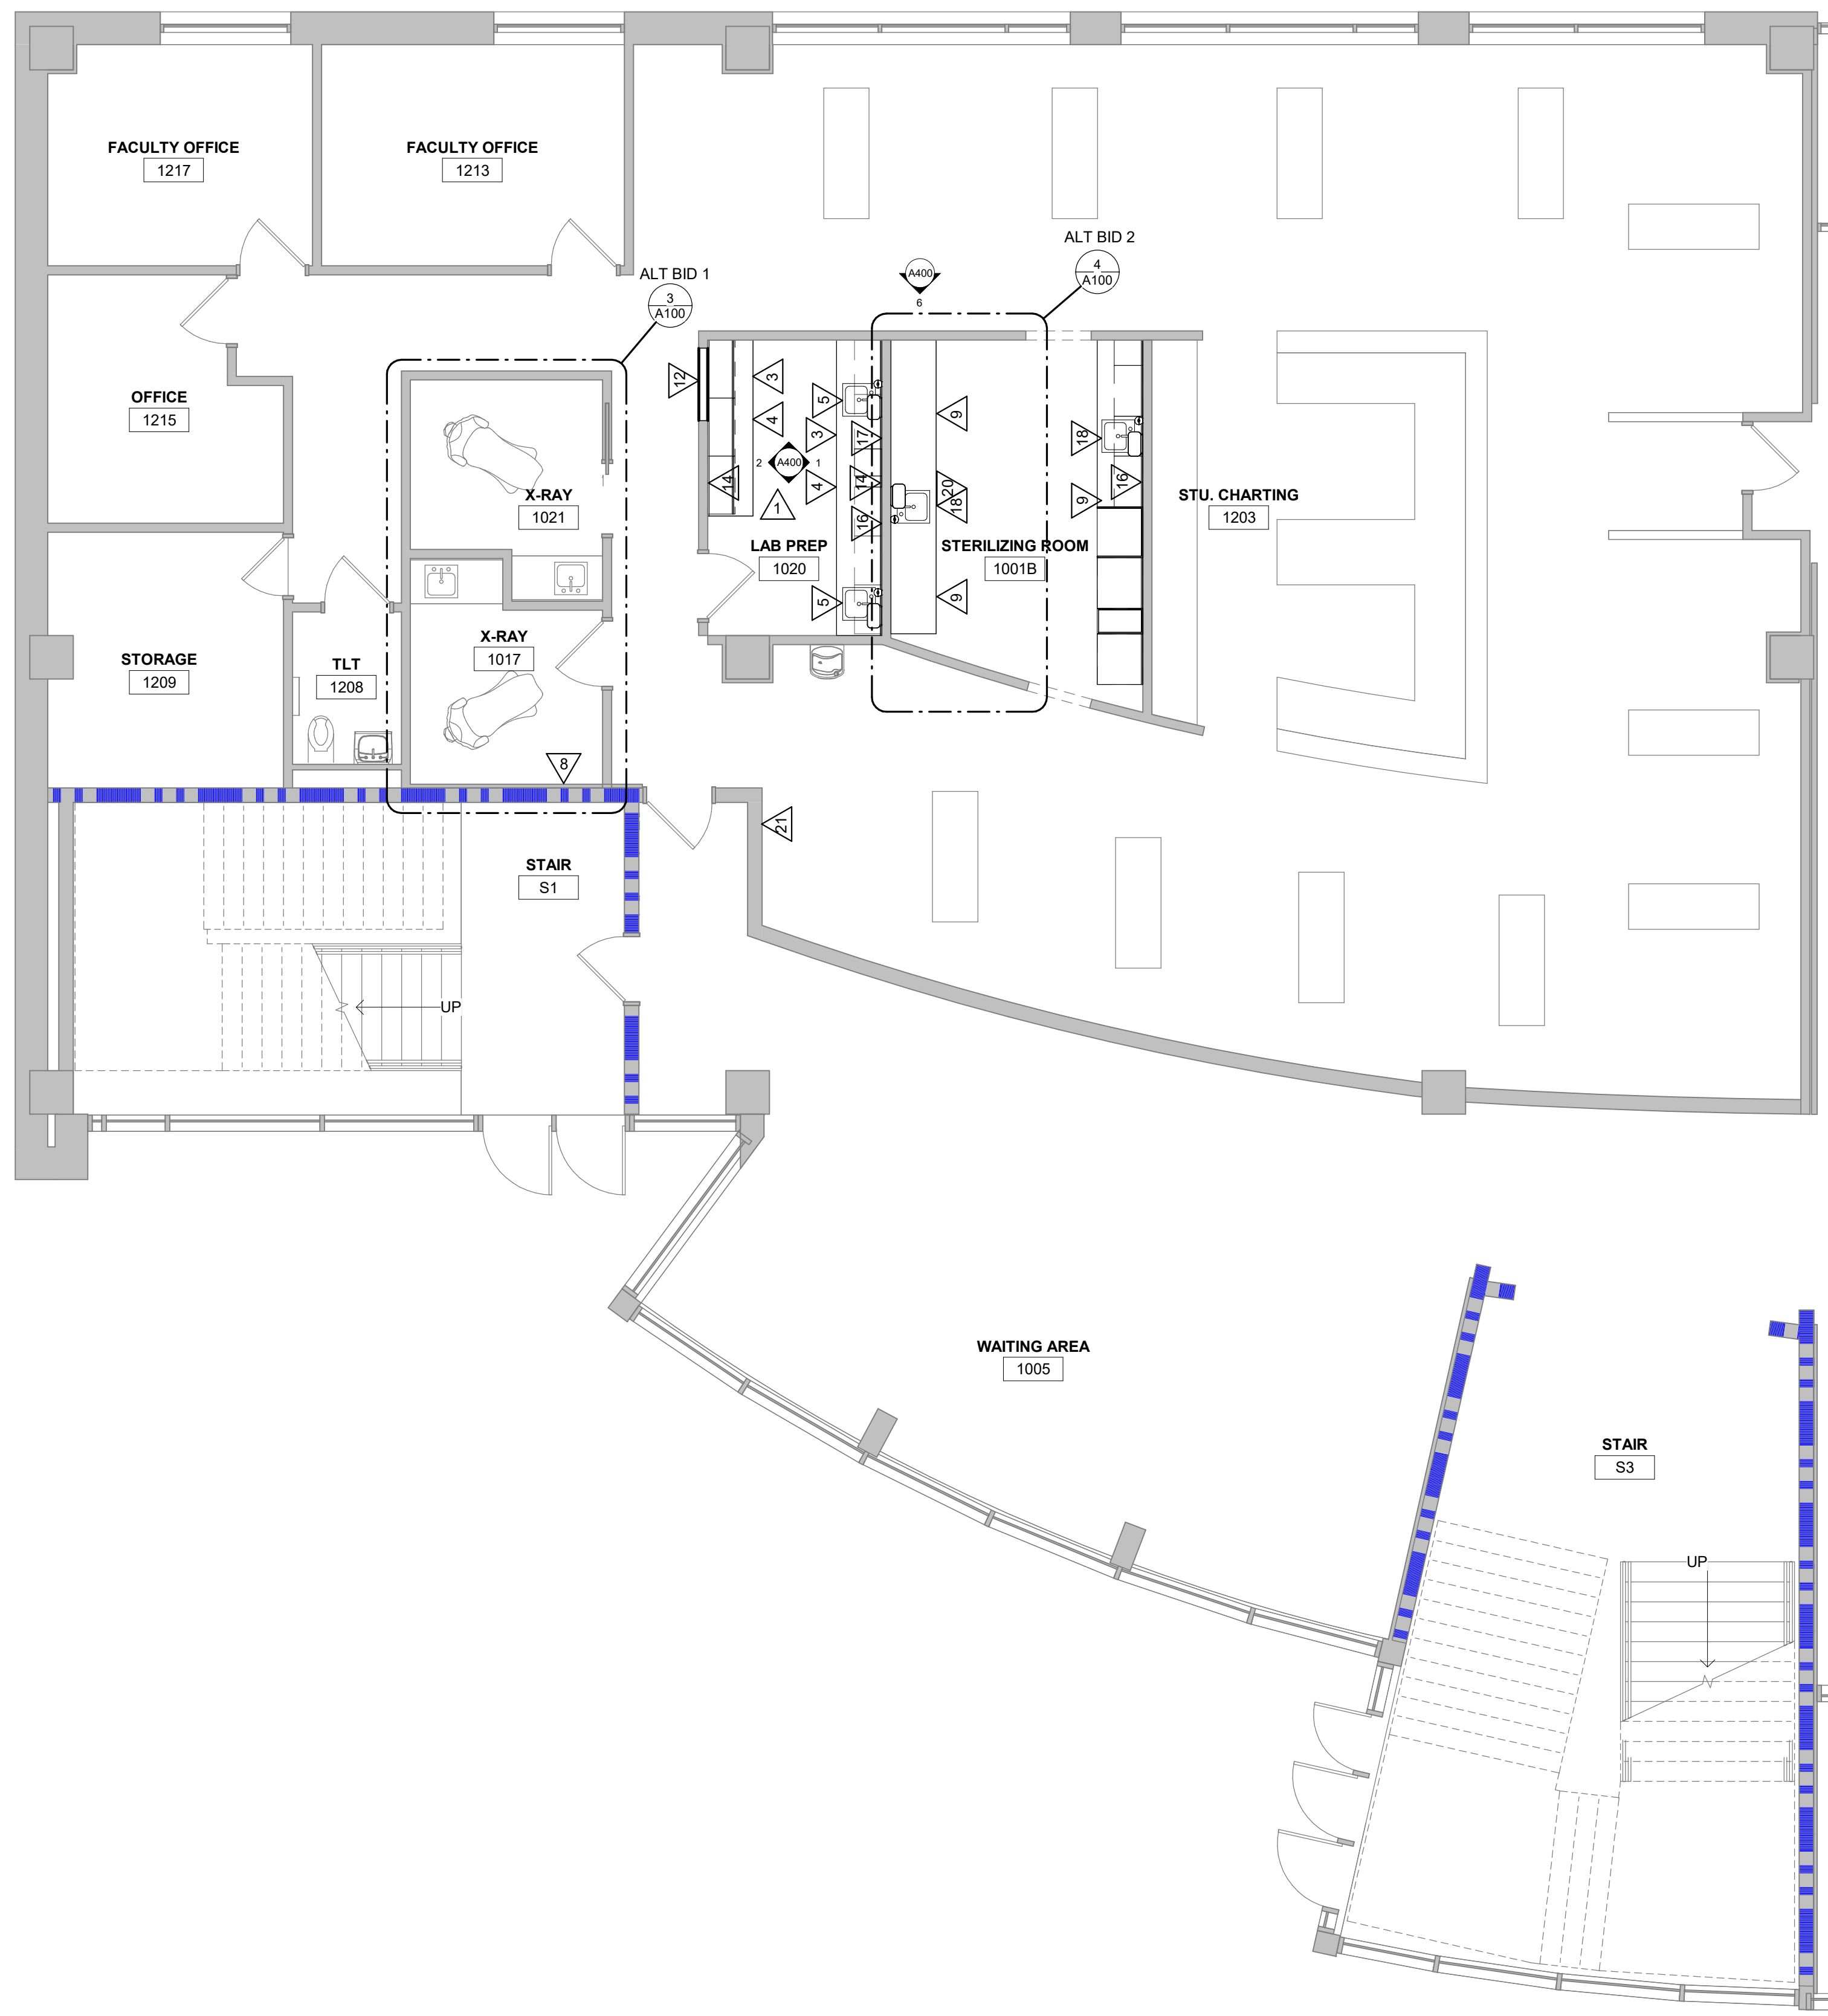 FACULTY OFFICE
1217
FACULTY OFFICE
1213
ALT BID 1
3
A100
ALT BID 2
4
A100
A400
6
OFFICE
1215
12
3
4
14
2
A400
1
1
5
3
17
4
14
16
5
9
20
18
9
18
16
9
X-RAY
1021
LAB PREP
1020
STERILIZING ROOM
1001B
STU. CHARTING
1203
STORAGE
1209
TLT
1208
X-RAY
1017
8
21
STAIR
S1
UP
WAITING AREA
1005
STAIR
S3
UP